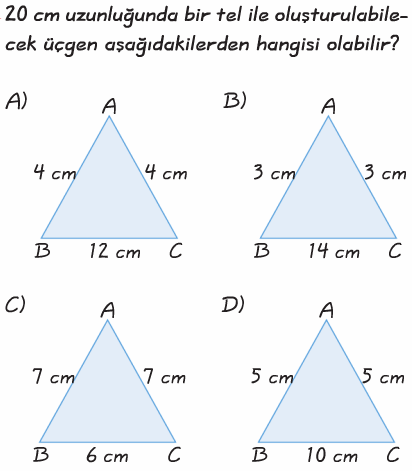 20 cm uzunluğunda bir tel ile oluşturulabile-
cek üçgen aşağıdakilerden hangisi olabilir?
A)
A
4 cm
4 cm
B
12 cm
C
B)
A
3 cm
3 cm
B
14 cm
C
C)
A
7 cm
7 cm
B
6 cm
C
D)
A
5 cm
5 cm
B
10 cm
C